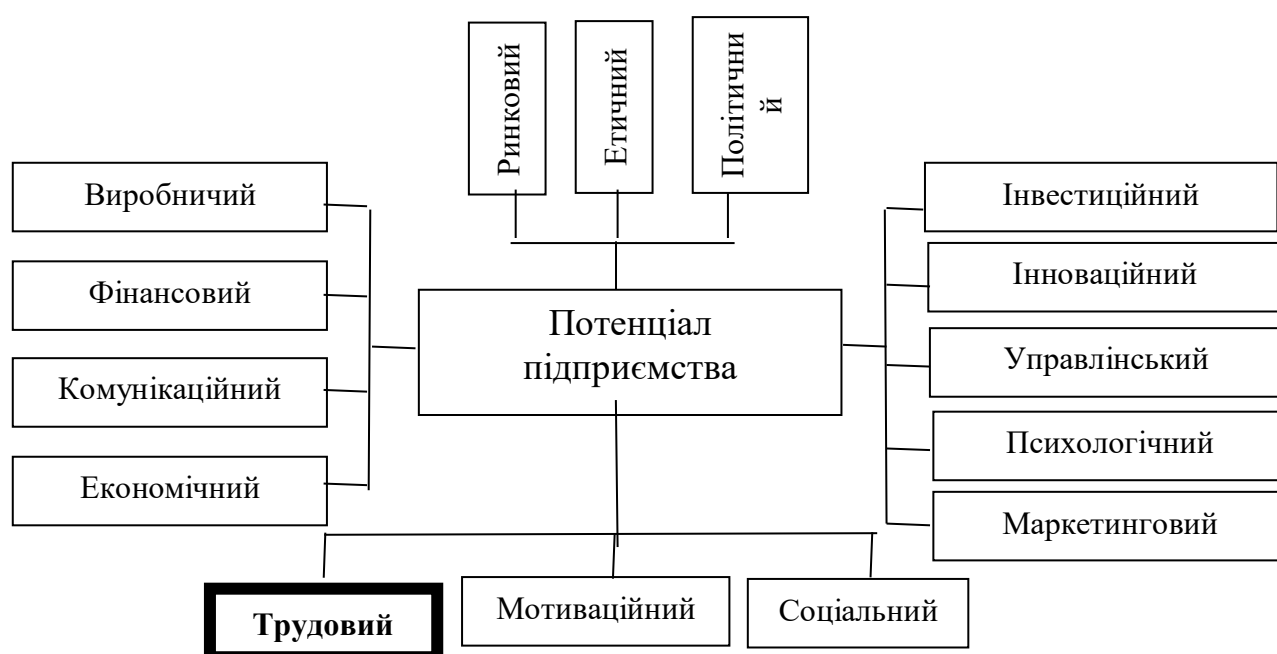 Ринковий
Етичний
Політични
й
Виробничий
Фінансовий
Комунікаційний
Економічний
Потенціал
підприємства
Інвестиційний
Інноваційний
Управлінський
Психологічний
Маркетинговий
Трудовий
Мотиваційний
Соціальний